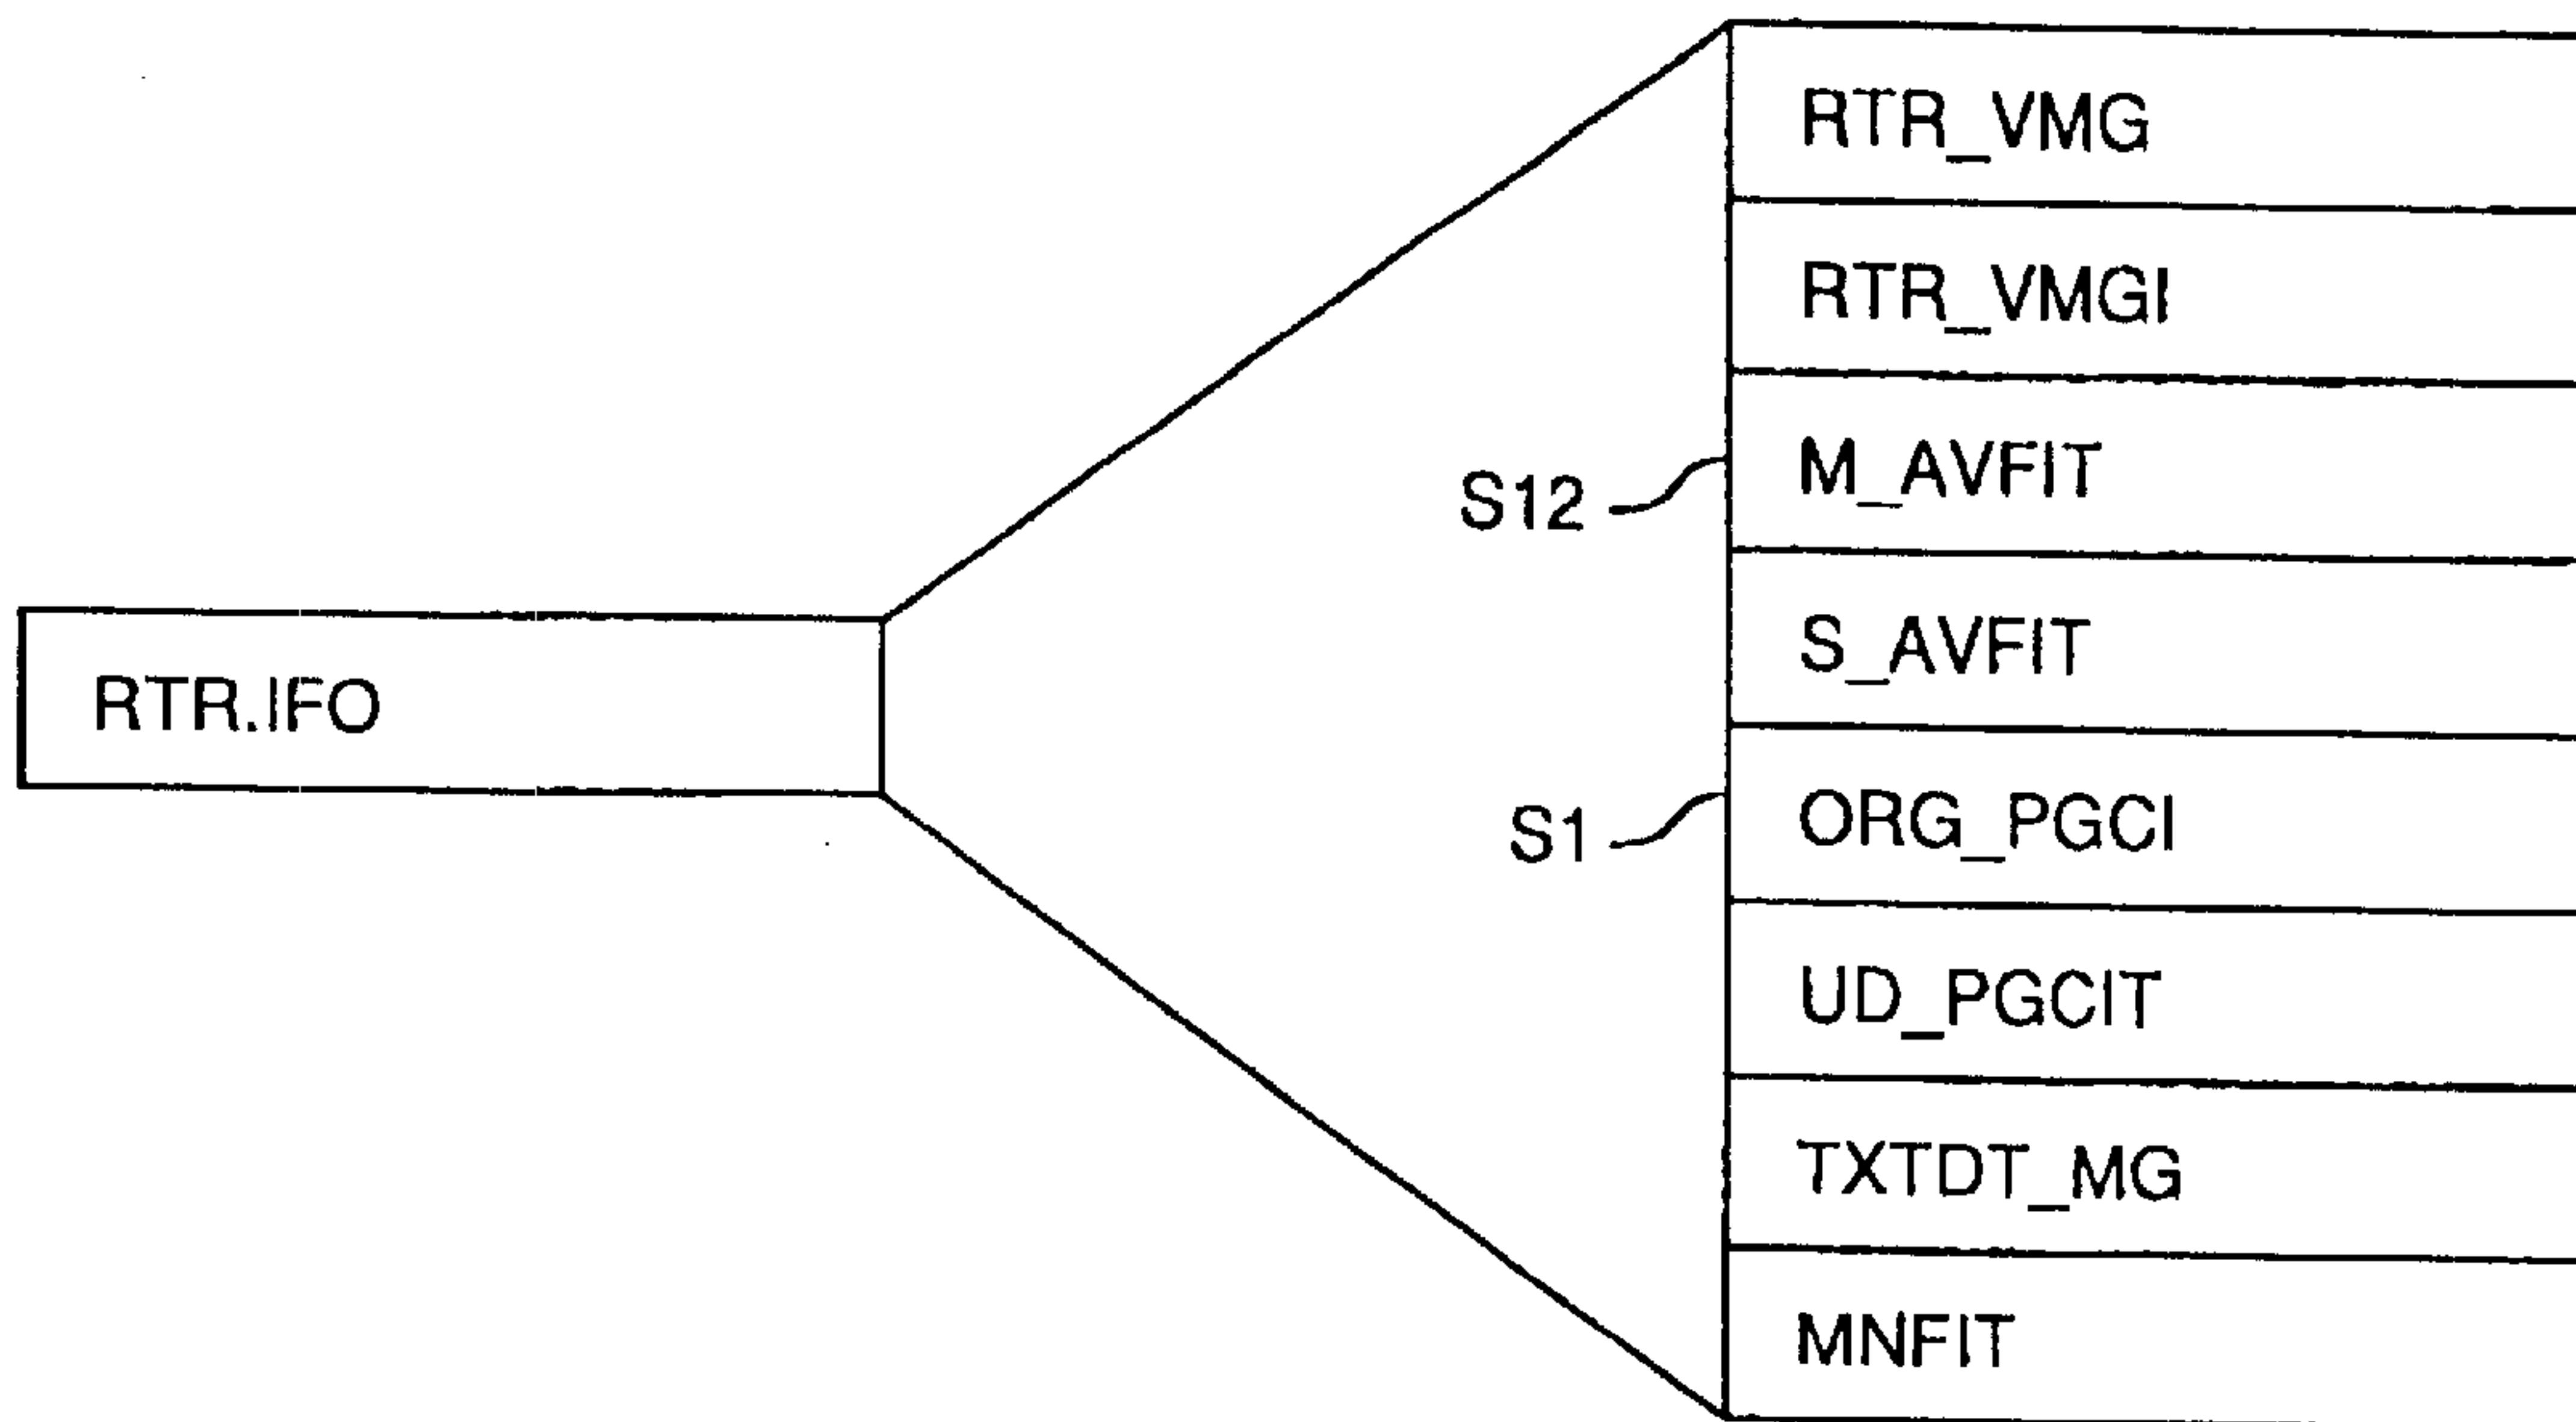 RTR.IFO
RTR_VMG
RTR_VMGI
S12
M_AVFIT
S_AVFIT
S1
ORG_PGCI
UD_PGCIT
TXTDT_MG
MNFIT